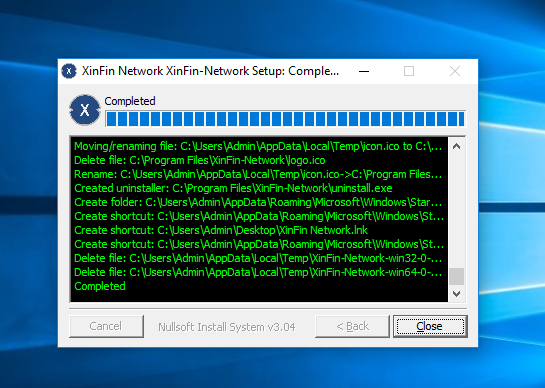 XinFin Network XinFin-Network Setup: Comple...
X
Completed
Moving/renaming file: C:\Users\Admin\AppData\Local\Temp\icon.ico to C:\...
Delete file: C:\Program Files\XinFin-Network\logo.ico
Rename: C:\Users\Admin\AppData\Local\Temp\icon.ico->C:\Program Files...
Created uninstaller: C:\Program Files\XinFin-Network\uninstall.exe
Create folder: C:\Users\Admin\AppData\Roaming\Microsoft\Windows\Star...
Create shortcut: C:\Users\Admin\AppData\Roaming\Microsoft\Windows\St...
Create shortcut: C:\Users\Admin\Desktop\XinFin Network.lnk
Create shortcut: C:\Users\Admin\AppData\Roaming\Microsoft\Windows\St...
Delete file: C:\Users\Admin\AppData\Local\Temp\XinFin-Network-win32-0-...
Delete file: C:\Users\Admin\AppData\Local\Temp\XinFin-Network-win64-0-...
Completed
Cancel Nullsoft Install System v3.04 < Back Close